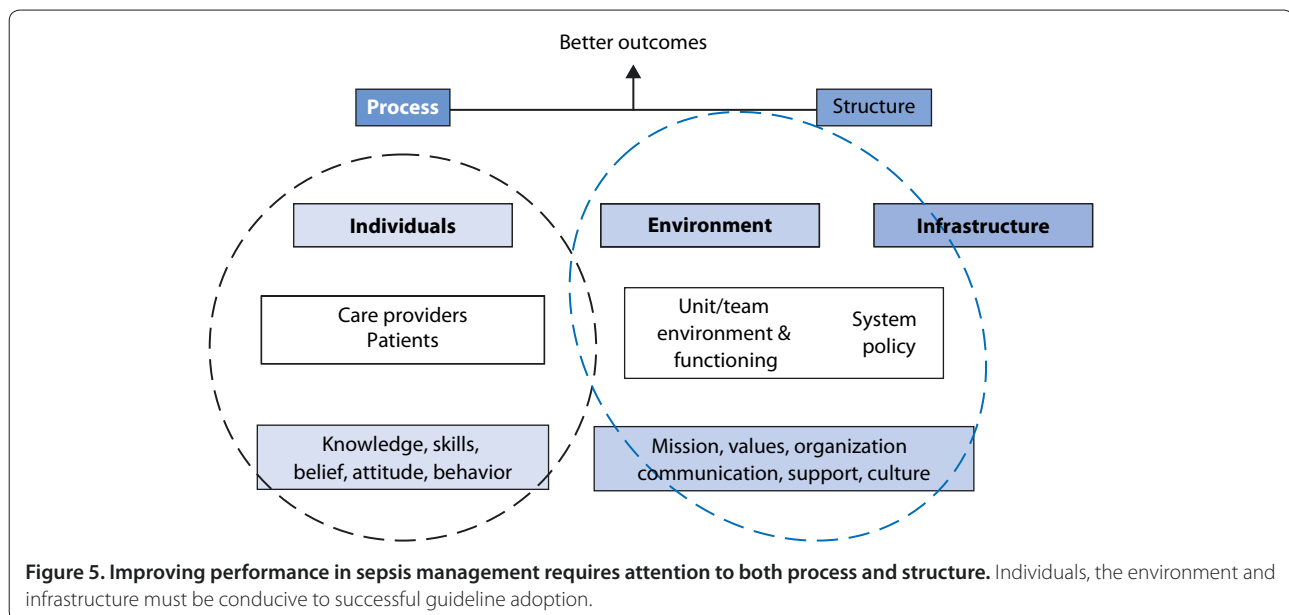 Better outcomes
Process
Structure
Individuals
Environment
Infrastructure
Care providers
Patients
Unit/team
environment &
functioning
System
policy
Knowledge, skills,
belief, attitude, behavior
Mission, values, organization
communication, support, culture
Figure 5. Improving performance in sepsis management requires attention to both process and structure. Individuals, the environment and
infrastructure must be conducive to successful guideline adoption.